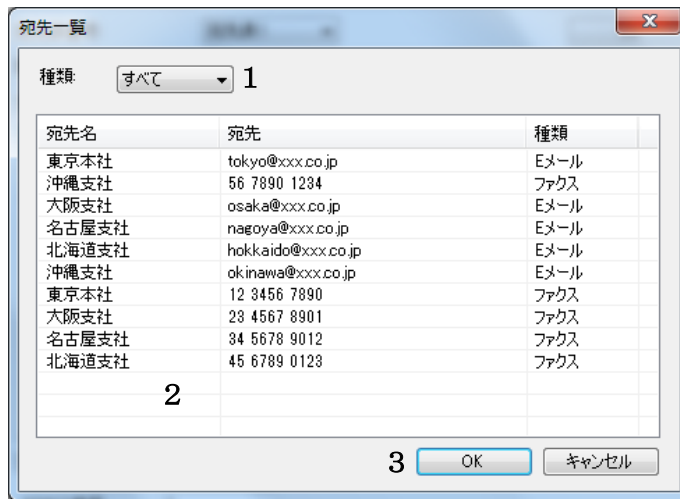 宛先一覧
種類: すべて 1
宛先名 宛先 種類
東京本社 tokyo@xxx.co.jp Eメール
沖縄支社 56 7890 1234 ファクス
大阪支社 osaka@xxx.co.jp Eメール
名古屋支社 nagoya@xxx.co.jp Eメール
北海道支社 hokkaido@xxx.co.jp Eメール
沖縄支社 okinawa@xxx.co.jp Eメール
東京本社 12 3456 7890 ファクス
大阪支社 23 4567 8901 ファクス
名古屋支社 34 5678 9012 ファクス
北海道支社 45 6789 0123 ファクス
2
3 OK キャンセル